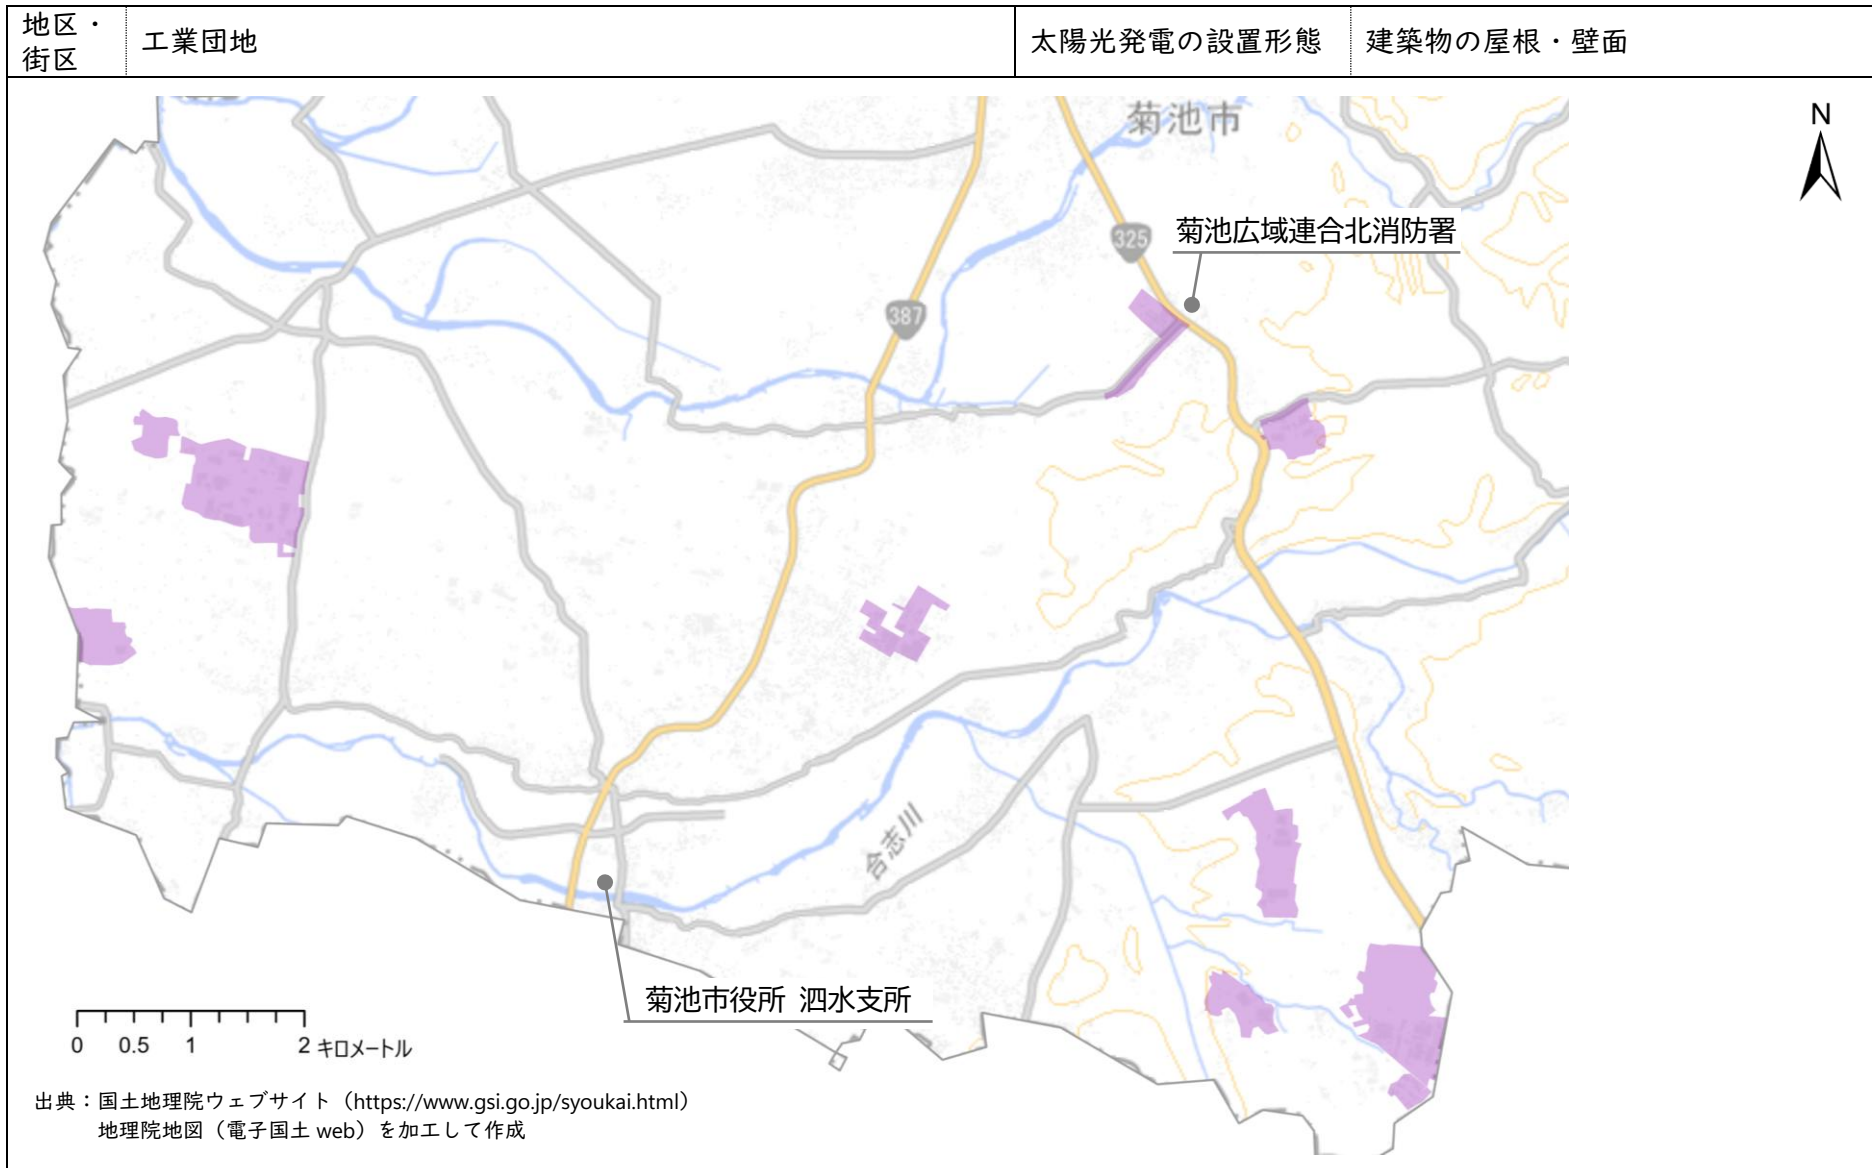 地区・
街区
工業団地
太陽光発電の設置形態
建築物の屋根・壁面
菊池市
N
325
菊池広域連合北消防署
387
合志川
菊池市役所 泗水支所
0 0.5 1 2 キロメートル
出典：国土地理院ウェブサイト（https://www.gsi.go.jp/syoukai.html）
地理院地図（電子国土 web）を加工して作成